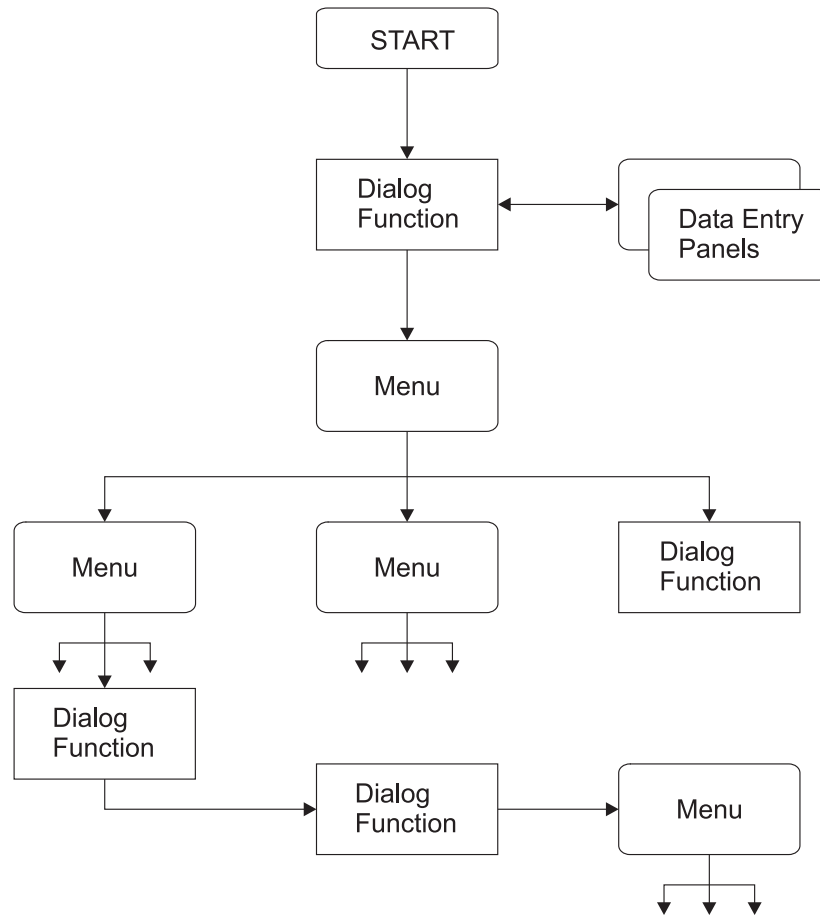 START
Dialog
Function
Data Entry
Panels
Menu
Menu
Menu
Dialog
Function
Dialog
Function
Dialog
Function
Menu